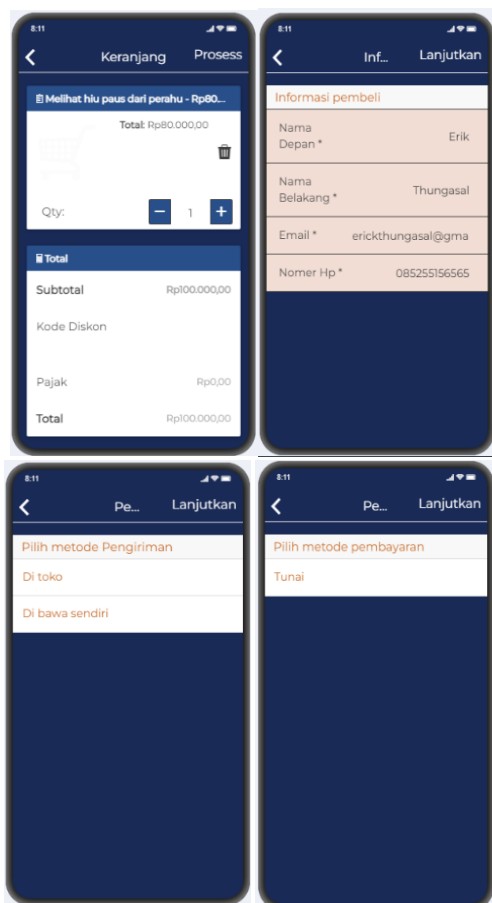 8:11
Keranjang Prosess
Melihat hiu paus dari perahu - Rp80...
Total: Rp80.000,00
Qty: − 1 +
Total
Subtotal Rp100.000,00
Kode Diskon
Pajak Rp0,00
Total Rp100.000,00
8:11
Inf... Lanjutkan
Informasi pembeli
Nama
Depan * Erik
Nama
Belakang * Thungasal
Email * erickthungasal@gma
Nomer Hp * 085255156565
8:11
Pe... Lanjutkan
Pilih metode Pengiriman
Di toko
Di bawa sendiri
8:11
Pe... Lanjutkan
Pilih metode pembayaran
Tunai